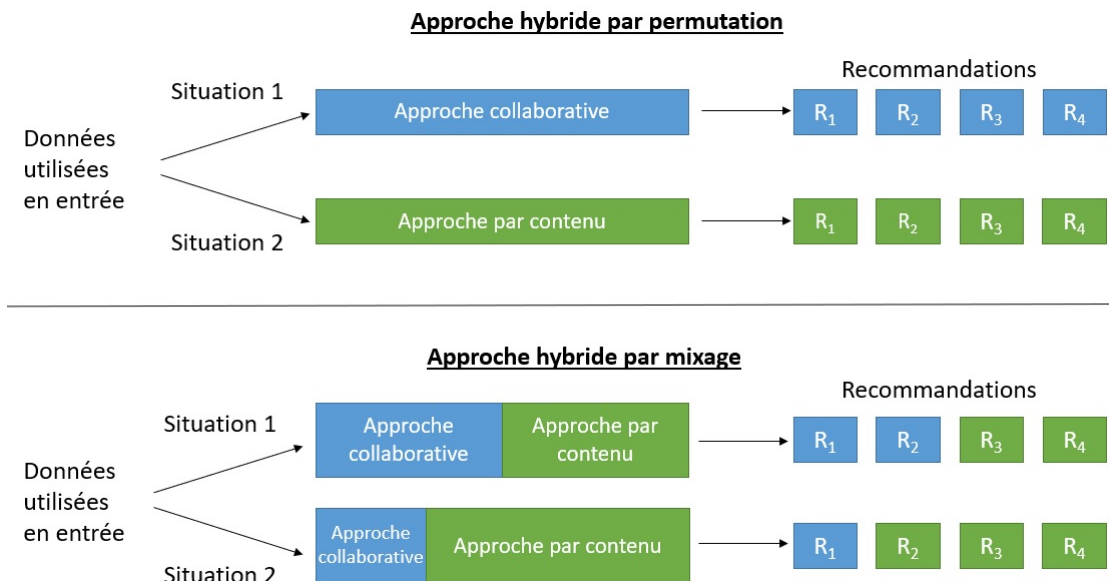 Approche hybride par permutation
Recommandations
Situation 1
Approche collaborative
R₁ R₂ R₃ R₄
Données
utilisées
en entrée
Approche par contenu
R₁ R₂ R₃ R₄
Situation 2
Approche hybride par mixage
Recommandations
Situation 1
Approche
collaborative
Approche par
contenu
R₁ R₂ R₃ R₄
Données
utilisées
en entrée
Approche
collaborative
Approche par contenu
R₁ R₂ R₃ R₄
Situation 2